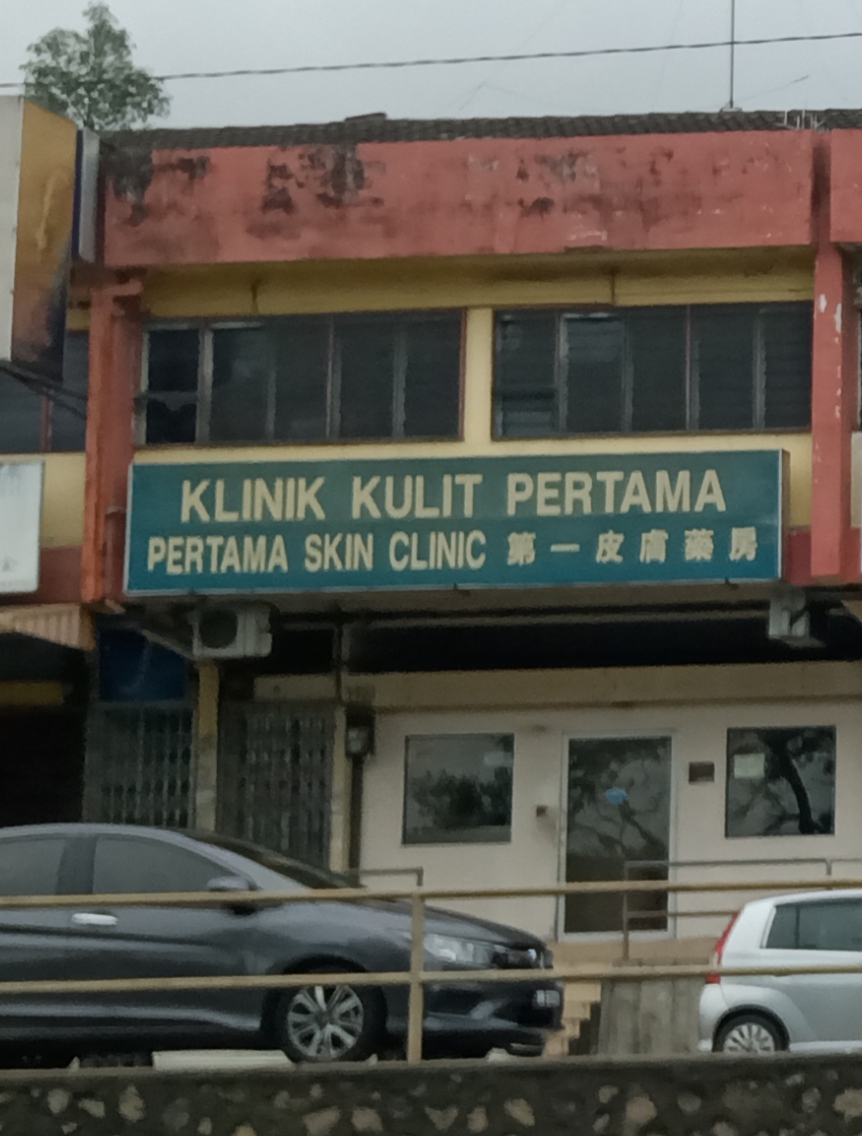 KLINIK KULIT PERTAMA
PERTAMA SKIN CLINIC 第一皮膚藥房